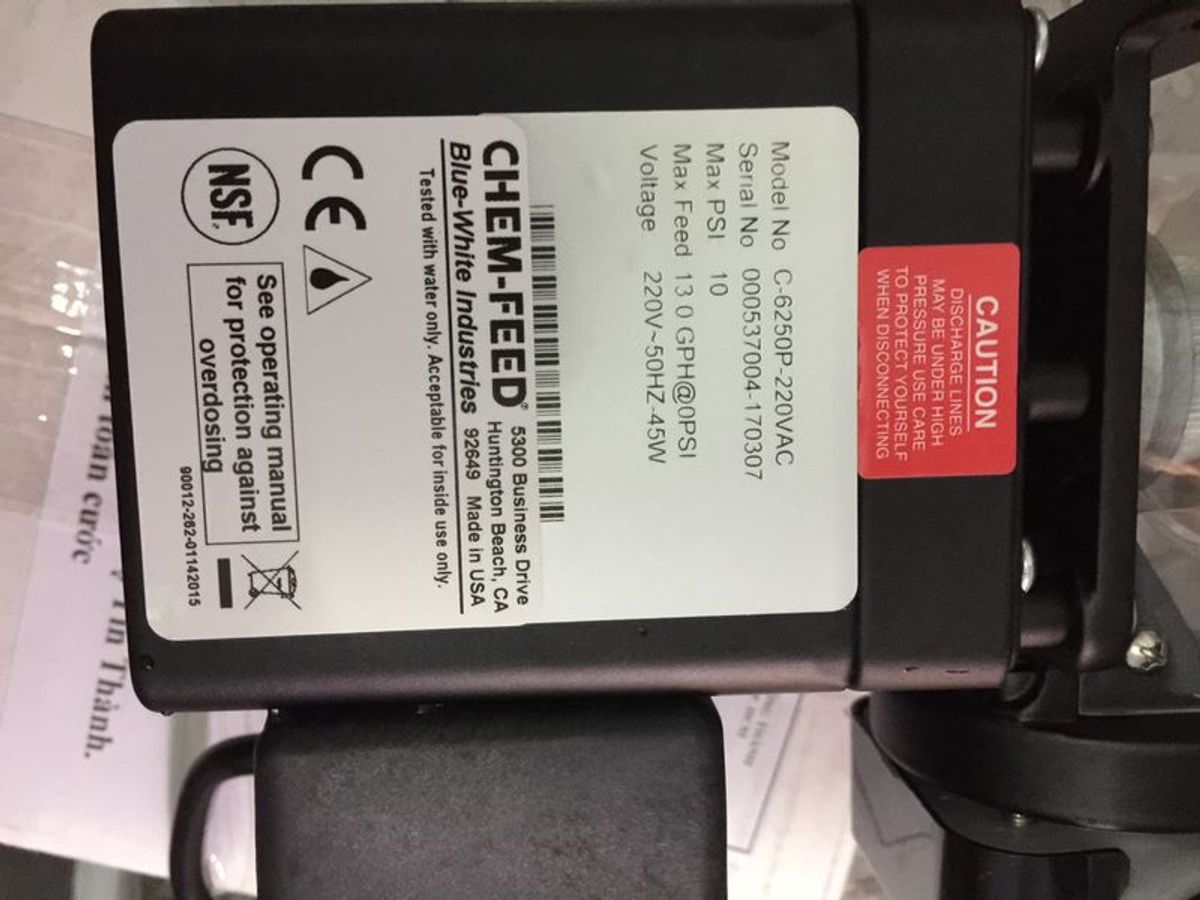 CAUTION
DISCHARGE LINES
MAY BE UNDER HIGH
PRESSURE USE CARE
TO PROTECT YOURSELF
WHEN DISCONNECTING
Model No C-6250P-220VAC
Serial No 000537004-170307
Max PSI 10
Max Feed 13 0 GPH@0PSI
Voltage 220V~50HZ-45W
CHEM-FEED® 5300 Business Drive
Huntington Beach, CA
Blue-White Industries 92649 Made in USA
Tested with water only. Acceptable for inside use only.
CE
NSF®
See operating manual
for protection against
overdosing
90012-262-01142015
toàn cước
Tín Thành.